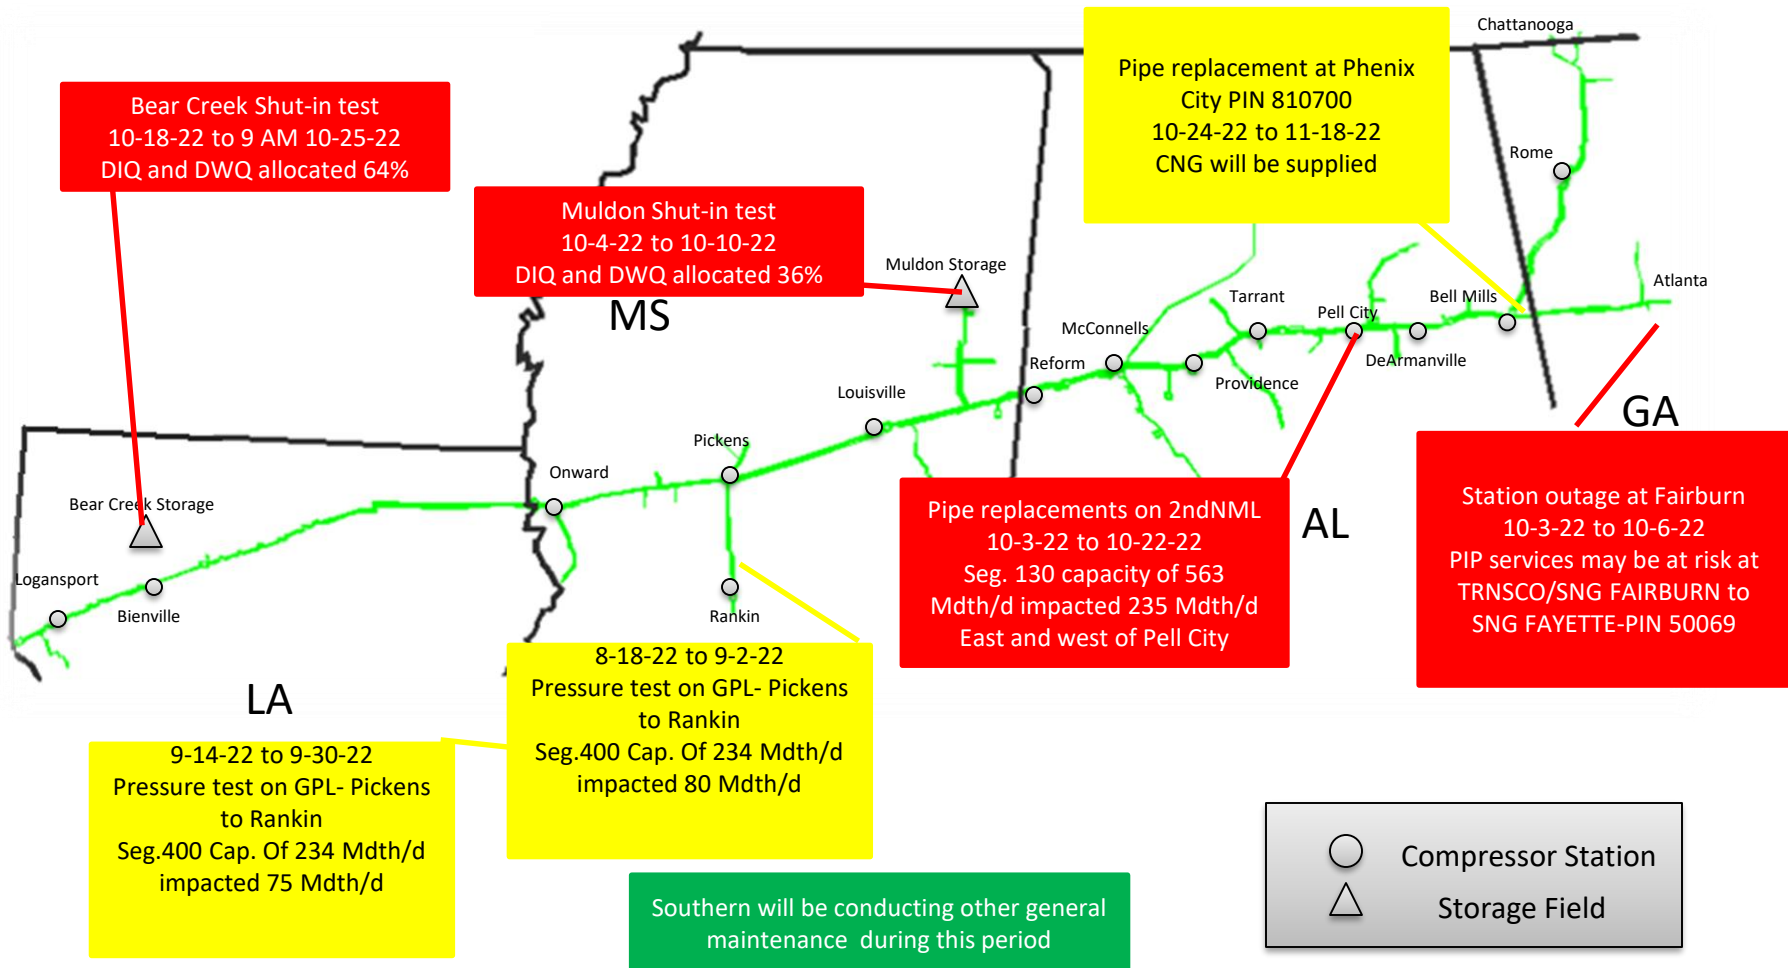 Chattanooga
Pipe replacement at Phenix
City PIN 810700
10-24-22 to 11-18-22
CNG will be supplied
Bear Creek Shut-in test
10-18-22 to 9 AM 10-25-22
DIQ and DWQ allocated 64%
Rome
Muldon Shut-in test
10-4-22 to 10-10-22
DIQ and DWQ allocated 36%
Muldon Storage
MS
Tarrant
Pell City
Bell Mills
Atlanta
McConnells
Reform
Providence
DeArmanville
Louisville
GA
Pickens
Onward
Bear Creek Storage
Logansport
Bienville
Rankin
Pipe replacements on 2ndNML
10-3-22 to 10-22-22
Seg. 130 capacity of 563
Mdth/d impacted 235 Mdth/d
East and west of Pell City
AL
Station outage at Fairburn
10-3-22 to 10-6-22
PIP services may be at risk at
TRNSCO/SNG FAIRBURN to
SNG FAYETTE-PIN 50069
LA
8-18-22 to 9-2-22
Pressure test on GPL- Pickens
to Rankin
Seg.400 Cap. Of 234 Mdth/d
impacted 80 Mdth/d
9-14-22 to 9-30-22
Pressure test on GPL- Pickens
to Rankin
Seg.400 Cap. Of 234 Mdth/d
impacted 75 Mdth/d
Southern will be conducting other general
maintenance during this period
Compressor Station
Storage Field